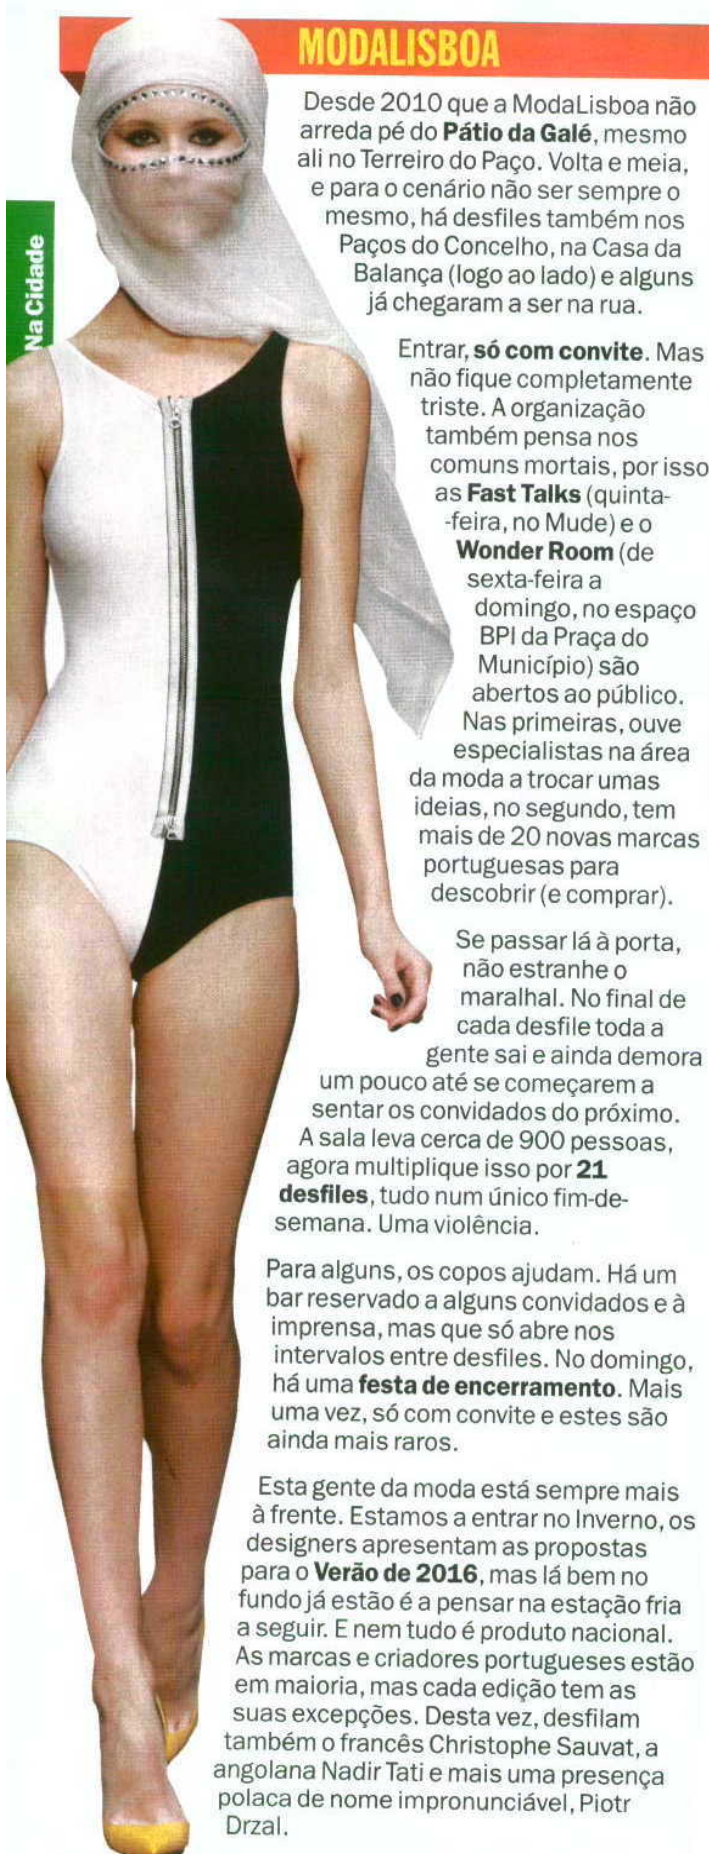 MODALISBOA
Na Cidade
Desde 2010 que a ModaLisboa não
arreda pé do Pátio da Galé, mesmo
ali no Terreiro do Paço. Volta e meia,
e para o cenário não ser sempre o
mesmo, há desfiles também nos
Paços do Concelho, na Casa da
Balança (logo ao lado) e alguns
já chegaram a ser na rua.
Entrar, só com convite. Mas
não fique completamente
triste. A organização
também pensa nos
comuns mortais, por isso
as Fast Talks (quinta-
-feira, no Mude) e o
Wonder Room (de
sexta-feira a
domingo, no espaço
BPI da Praça do
Município) são
abertos ao público.
Nas primeiras, ouve
especialistas na área
da moda a trocar umas
ideias, no segundo, tem
mais de 20 novas marcas
portuguesas para
descobrir (e comprar).
Se passar lá à porta,
não estranhe o
maralhal. No final de
cada desfile toda a
gente sai e ainda demora
um pouco até se começarem a
sentar os convidados do próximo.
A sala leva cerca de 900 pessoas,
agora multiplique isso por 21
desfiles, tudo num único fim-de-
semana. Uma violência.
Para alguns, os copos ajudam. Há um
bar reservado a alguns convidados e à
imprensa, mas que só abre nos
intervalos entre desfiles. No domingo,
há uma festa de encerramento. Mais
uma vez, só com convite e estes são
ainda mais raros.
Esta gente da moda está sempre mais
à frente. Estamos a entrar no Inverno, os
designers apresentam as propostas
para o Verão de 2016, mas lá bem no
fundo já estão é a pensar na estação fria
a seguir. E nem tudo é produto nacional.
As marcas e criadores portugueses estão
em maioria, mas cada edição tem as
suas excepções. Desta vez, desfilam
também o francês Christophe Sauvat, a
angolana Nadir Tati e mais uma presença
polaca de nome impronunciável, Piotr
Drzal.